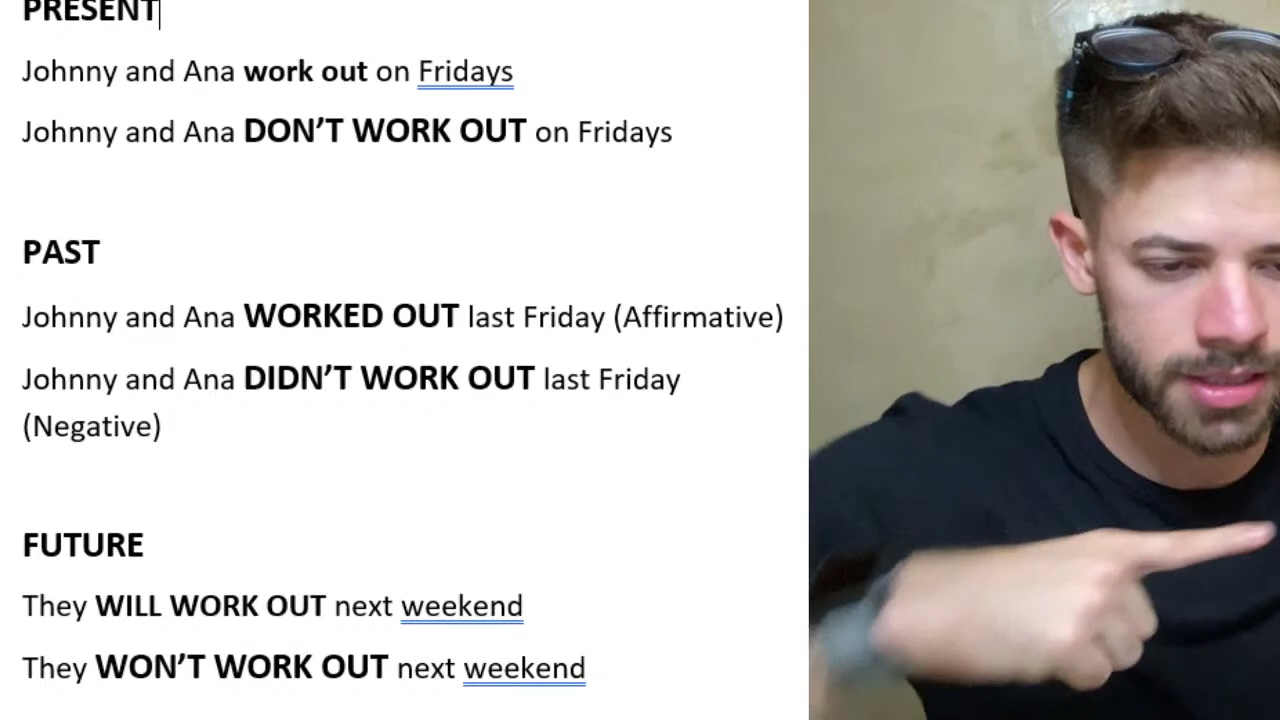 PRESENT
Johnny and Ana work out on Fridays
Johnny and Ana DON’T WORK OUT on Fridays
PAST
Johnny and Ana WORKED OUT last Friday (Affirmative)
Johnny and Ana DIDN’T WORK OUT last Friday
(Negative)
FUTURE
They WILL WORK OUT next weekend
They WON’T WORK OUT next weekend